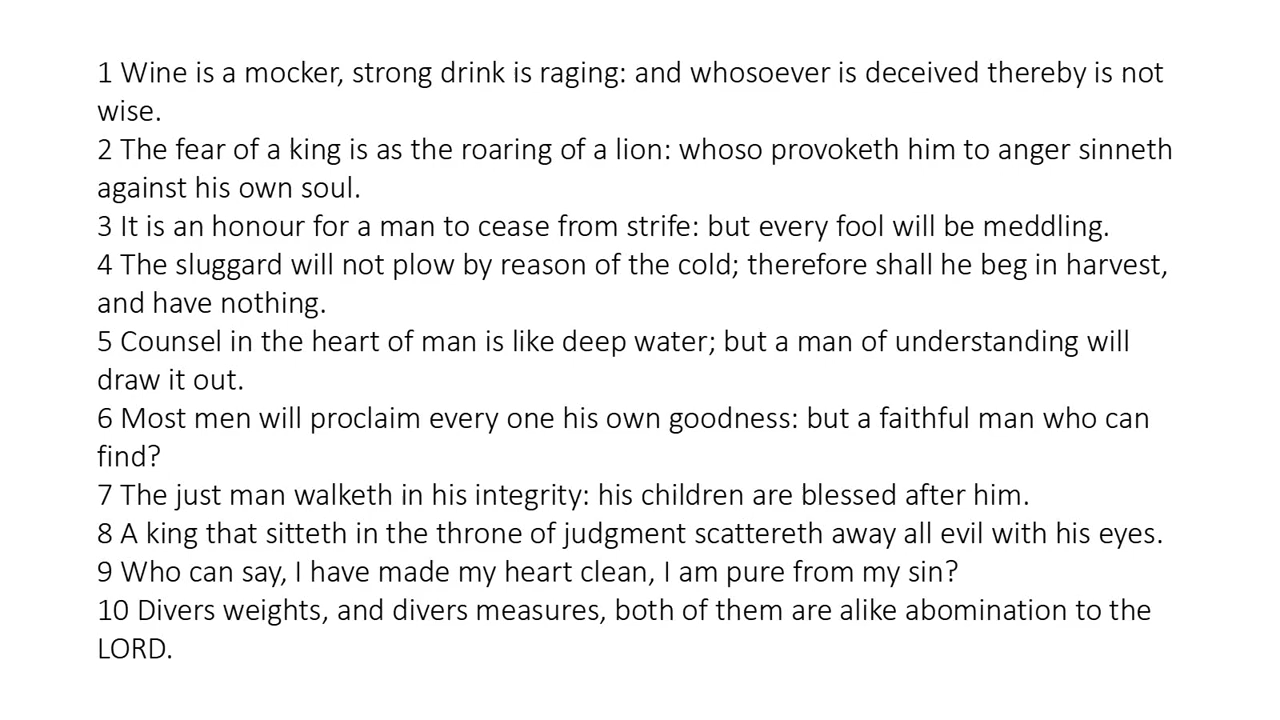 1 Wine is a mocker, strong drink is raging: and whosoever is deceived thereby is not
wise.
2 The fear of a king is as the roaring of a lion: whoso provoketh him to anger sinneth
against his own soul.
3 It is an honour for a man to cease from strife: but every fool will be meddling.
4 The sluggard will not plow by reason of the cold; therefore shall he beg in harvest,
and have nothing.
5 Counsel in the heart of man is like deep water; but a man of understanding will
draw it out.
6 Most men will proclaim every one his own goodness: but a faithful man who can
find?
7 The just man walketh in his integrity: his children are blessed after him.
8 A king that sitteth in the throne of judgment scattereth away all evil with his eyes.
9 Who can say, I have made my heart clean, I am pure from my sin?
10 Divers weights, and divers measures, both of them are alike abomination to the
LORD.